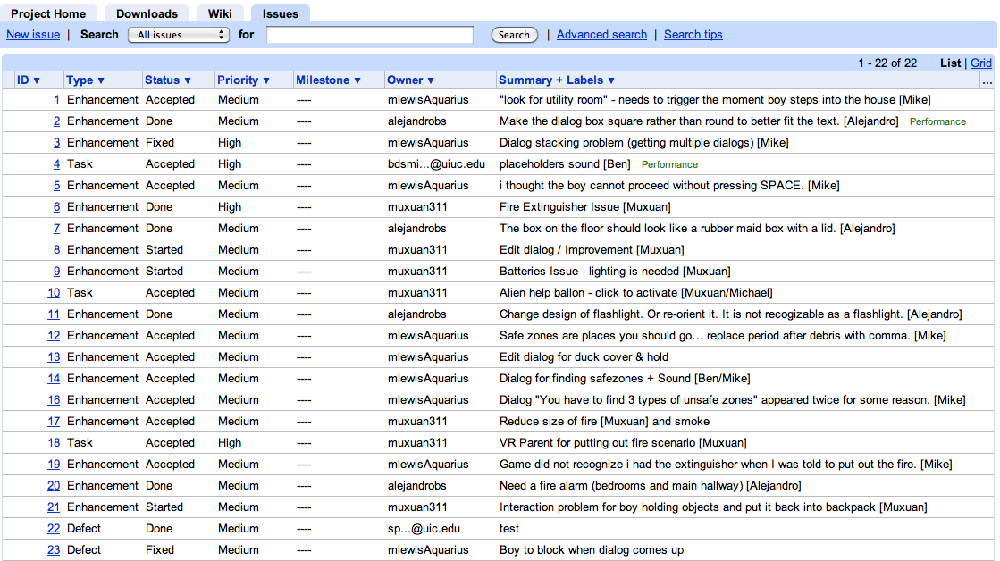 Project Home Downloads Wiki Issues
New issue | Search All issues for Search | Advanced search | Search tips
1 - 22 of 22 List | Grid
ID ▼ Type ▼ Status ▼ Priority ▼ Milestone ▼ Owner ▼ Summary + Labels ▼ ...
1 Enhancement Accepted Medium ---- mlewisAquarius "look for utility room" - needs to trigger the moment boy steps into the house [Mike]
2 Enhancement Done Medium ---- alejandrobs Make the dialog box square rather than round to better fit the text. [Alejandro] Performance
3 Enhancement Fixed High ---- mlewisAquarius Dialog stacking problem (getting multiple dialogs) [Mike]
4 Task Accepted High ---- bdsmi...@uiuc.edu placeholders sound [Ben] Performance
5 Enhancement Accepted Medium ---- mlewisAquarius i thought the boy cannot proceed without pressing SPACE. [Mike]
6 Enhancement Done High ---- muxuan311 Fire Extinguisher Issue [Muxuan]
7 Enhancement Done Medium ---- alejandrobs The box on the floor should look like a rubber maid box with a lid. [Alejandro]
8 Enhancement Started Medium ---- muxuan311 Edit dialog / Improvement [Muxuan]
9 Enhancement Started Medium ---- muxuan311 Batteries Issue - lighting is needed [Muxuan]
10 Task Accepted Medium ---- muxuan311 Alien help ballon - click to activate [Muxuan/Michael]
11 Enhancement Done Medium ---- alejandrobs Change design of flashlight. Or re-orient it. It is not recogizable as a flashlight. [Alejandro]
12 Enhancement Accepted Medium ---- mlewisAquarius Safe zones are places you should go... replace period after debris with comma. [Mike]
13 Enhancement Accepted Medium ---- mlewisAquarius Edit dialog for duck cover & hold
14 Enhancement Accepted Medium ---- mlewisAquarius Dialog for finding safezones + Sound [Ben/Mike]
16 Enhancement Accepted Medium ---- mlewisAquarius Dialog "You have to find 3 types of unsafe zones" appeared twice for some reason. [Mike]
17 Enhancement Accepted Medium ---- muxuan311 Reduce size of fire [Muxuan] and smoke
18 Task Accepted High ---- muxuan311 VR Parent for putting out fire scenario [Muxuan]
19 Enhancement Accepted Medium ---- mlewisAquarius Game did not recognize i had the extinguisher when I was told to put out the fire. [Mike]
20 Enhancement Done Medium ---- alejandrobs Need a fire alarm (bedrooms and main hallway) [Alejandro]
21 Enhancement Started Medium ---- muxuan311 Interaction problem for boy holding objects and put it back into backpack [Muxuan]
22 Defect Done Medium ---- sp...@uic.edu test
23 Defect Fixed Medium ---- mlewisAquarius Boy to block when dialog comes up